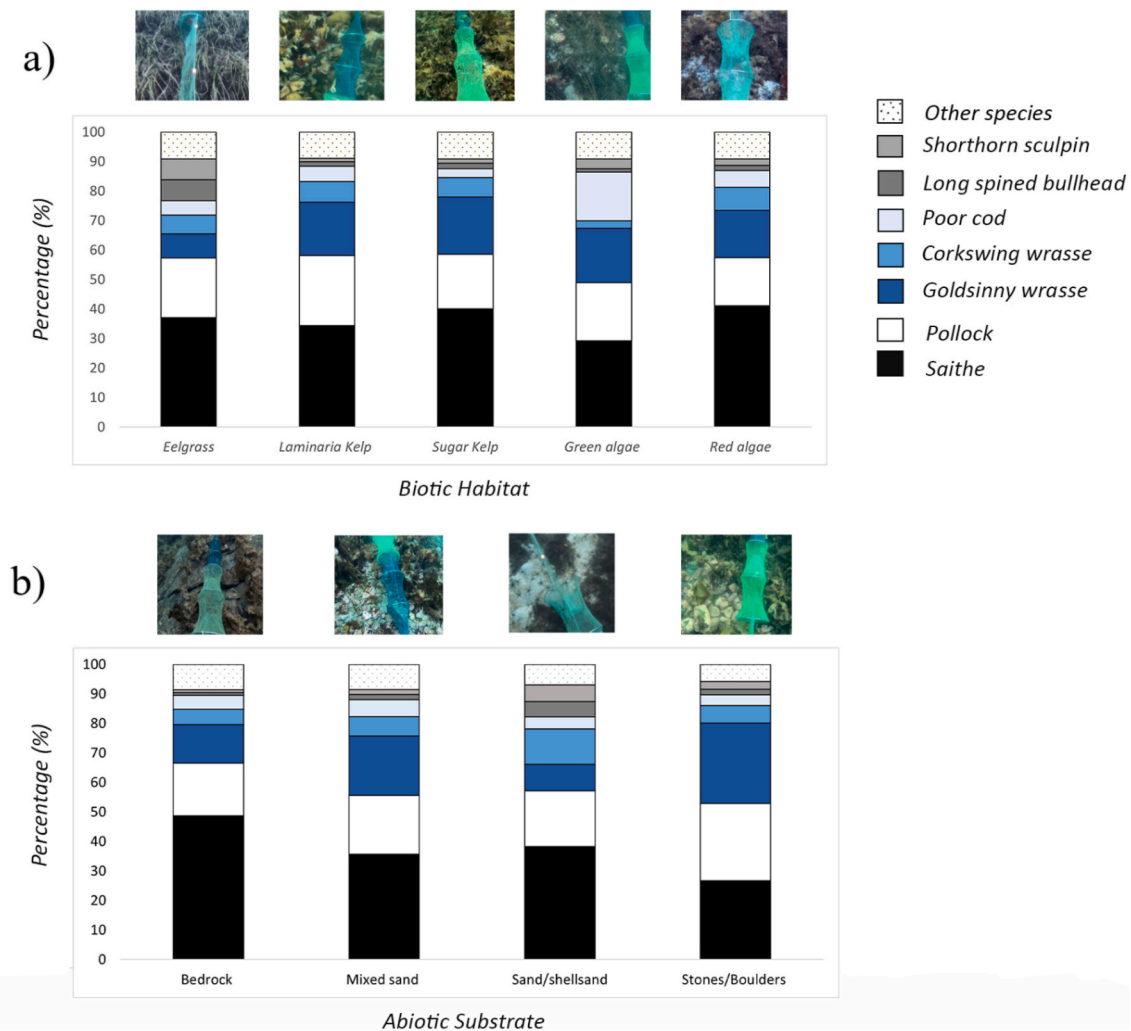 a)
Other species
Shorthorn sculpin
Long spined bullhead
Poor cod
Corkswing wrasse
Goldsinny wrasse
Pollock
Saithe
Percentage (%)
100
90
80
70
60
50
40
30
20
10
0
Eelgrass Laminaria Kelp Sugar Kelp Green algae Red algae
Biotic Habitat
b)
Percentage (%)
100
90
80
70
60
50
40
30
20
10
0
Bedrock Mixed sand Sand/shellsand Stones/Boulders
Abiotic Substrate